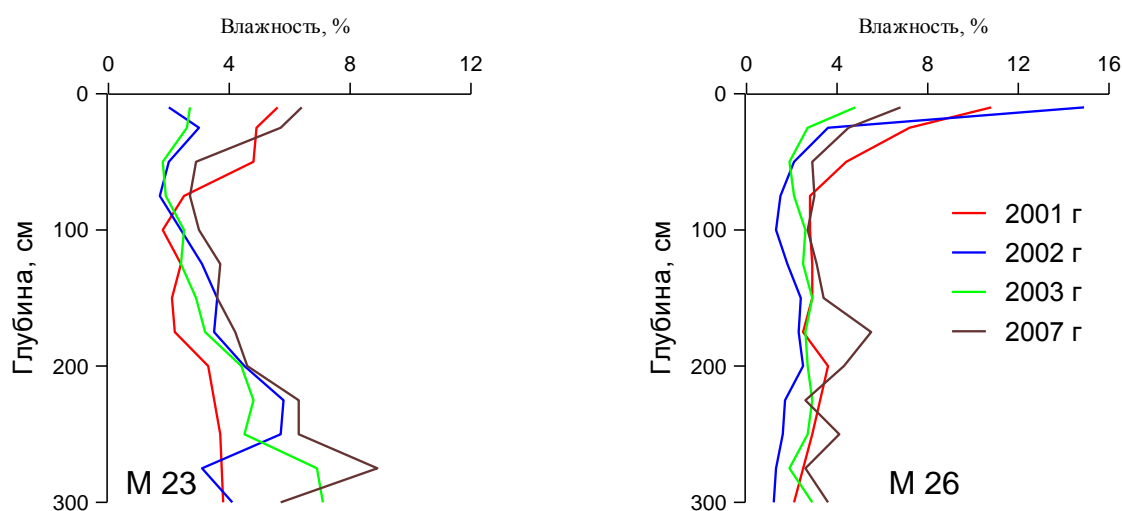 Влажность, %
0 4 8 12
0
100
200
300
Глубина, см
М 23
Влажность, %
0 4 8 12 16
0
100
200
300
Глубина, см
2001 г
2002 г
2003 г
2007 г
М 26